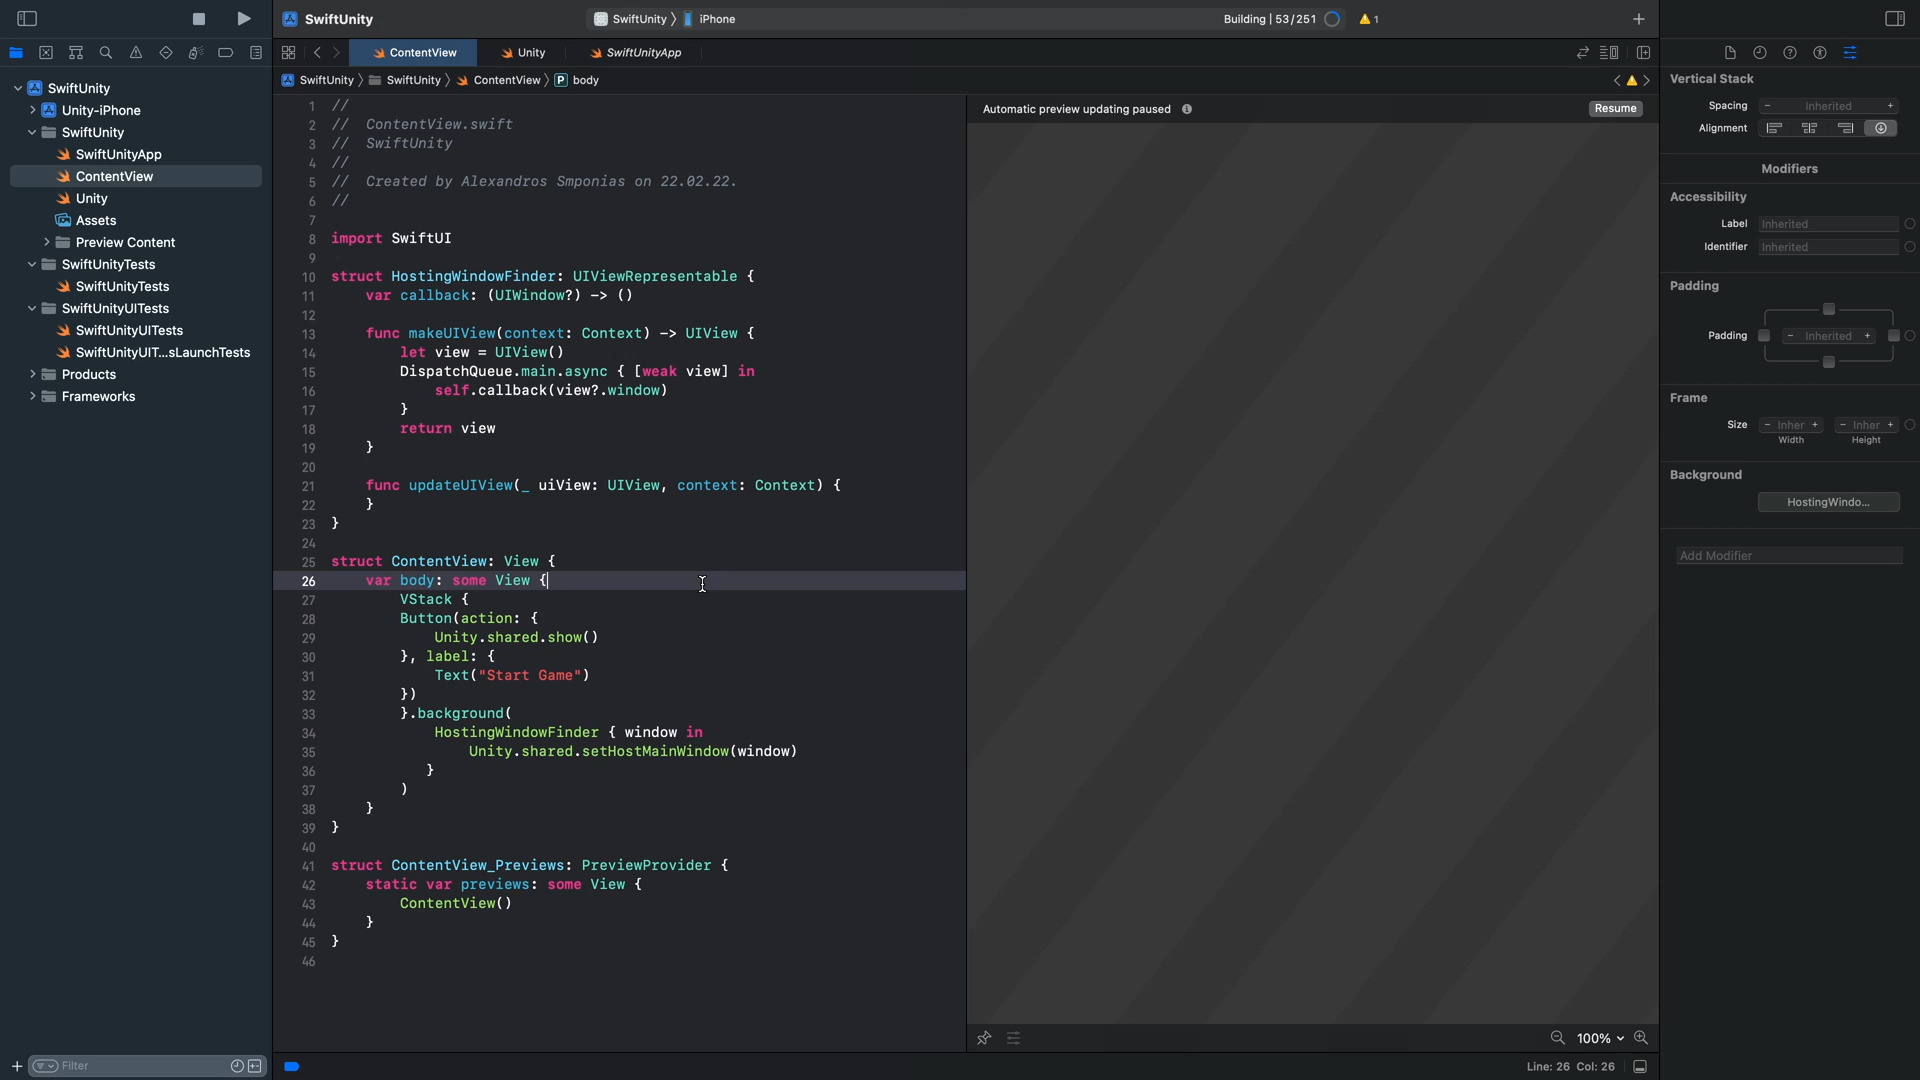 SwiftUnity
SwiftUnity 〉 iPhone
Building | 53/251
1
ContentView
Unity
SwiftUnityApp
SwiftUnity 〉 SwiftUnity 〉 ContentView 〉 P body
SwiftUnity
Unity-iPhone
SwiftUnity
SwiftUnityApp
ContentView
Unity
Assets
Preview Content
SwiftUnityTests
SwiftUnityTests
SwiftUnityUITests
SwiftUnityUITests
SwiftUnityUIT...sLaunchTests
Products
Frameworks
Filter
1 //
2 //  ContentView.swift
3 //  SwiftUnity
4 //
5 //  Created by Alexandros Smponias on 22.02.22.
6 //
7
8 import SwiftUI
9
10 struct HostingWindowFinder: UIViewRepresentable {
11     var callback: (UIWindow?) -> ()
12
13     func makeUIView(context: Context) -> UIView {
14         let view = UIView()
15         DispatchQueue.main.async { [weak view] in
16             self.callback(view?.window)
17         }
18         return view
19     }
20
21     func updateUIView(_ uiView: UIView, context: Context) {
22     }
23 }
24
25 struct ContentView: View {
26     var body: some View {
27         VStack {
28         Button(action: {
29             Unity.shared.show()
30         }, label: {
31             Text("Start Game")
32         })
33         }.background(
34             HostingWindowFinder { window in
35                 Unity.shared.setHostMainWindow(window)
36            }
37         )
38     }
39 }
40
41 struct ContentView_Previews: PreviewProvider {
42     static var previews: some View {
43         ContentView()
44     }
45 }
46
Automatic preview updating paused
Resume
100%
Line: 26 Col: 26
Vertical Stack
Spacing - Inherited +
Alignment
Modifiers
Accessibility
Label Inherited
Identifier Inherited
Padding
Padding - Inherited +
Frame
Size - Inher + - Inher +
Width Height
Background
HostingWindo...
Add Modifier